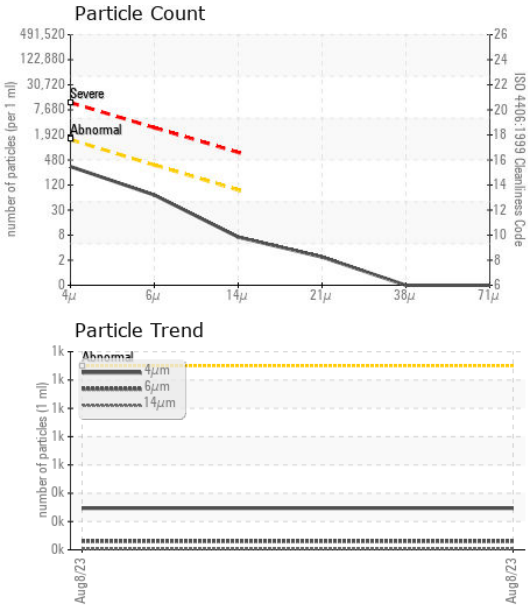 Particle Count
491,520
122,880
30,720
7,680
1,920
480
120
30
8
2
0
number of particles (per 1 ml)
Severe
Abnormal
26
24
22
20
18
16
14
12
10
8
6
ISO 4406:1999 Cleanliness Code
4µ 6µ 14µ 21µ 38µ 71µ
Particle Trend
1k
1k
1k
1k
1k
0k
0k
0k
number of particles (1 ml)
Abnormal
4µm
6µm
14µm
Aug8/23 Aug8/23